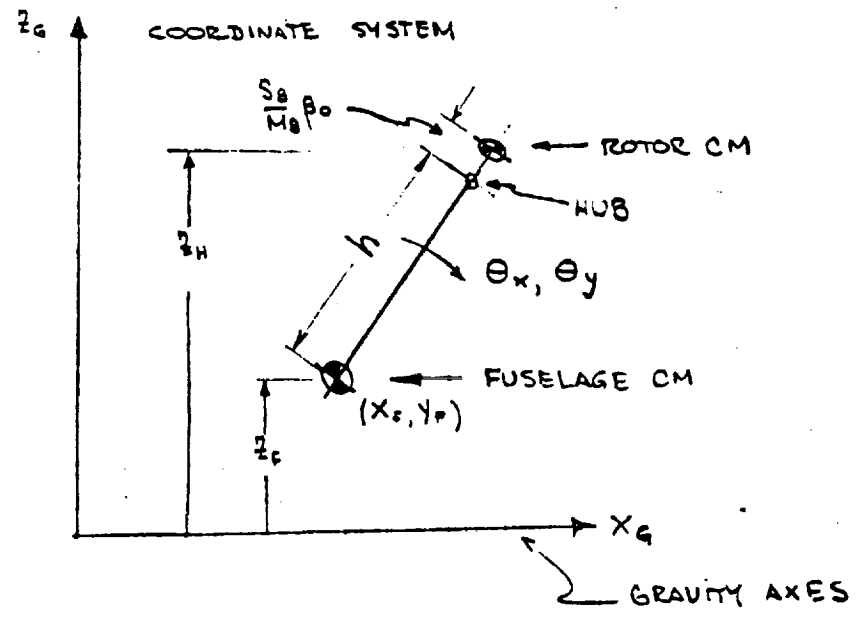 Z_G COORDINATE SYSTEM
S_B/M_B β_0
ROTOR CM
HUB
Z_H
h
θ_x, θ_y
FUSELAGE CM
(X_F, Y_F)
Z_F
X_G
GRAVITY AXES